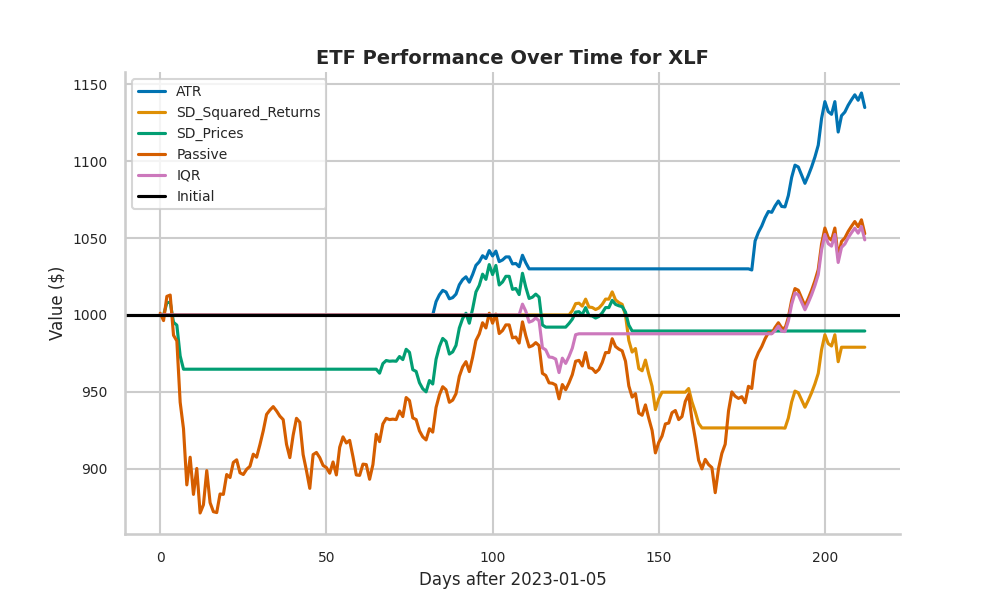 ETF Performance Over Time for XLF
1150
1100
1050
1000
950
900
Value ($)
ATR
SD_Squared_Returns
SD_Prices
Passive
IQR
Initial
0 50 100 150 200
Days after 2023-01-05